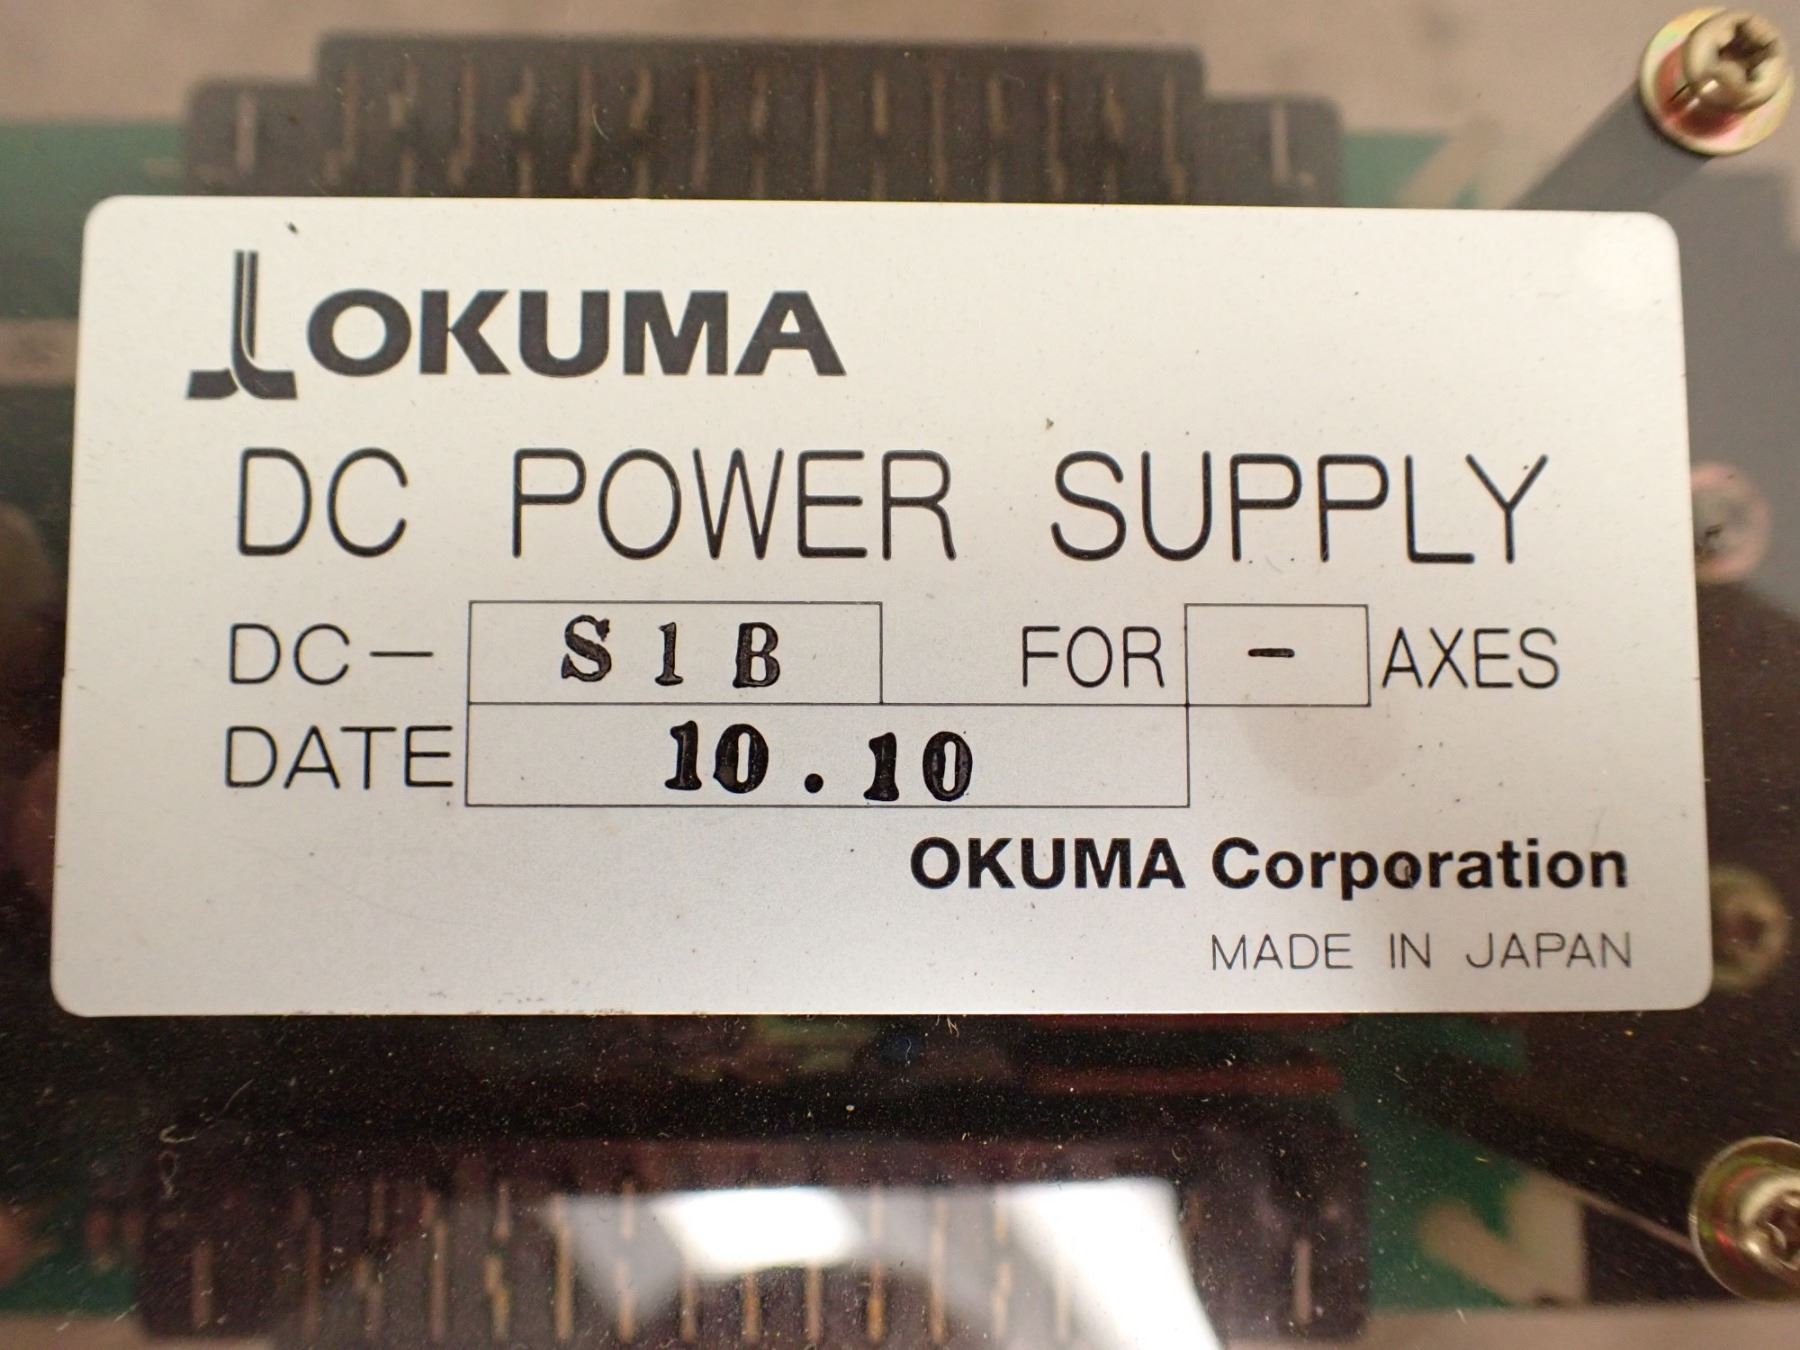 OKUMA
DC POWER SUPPLY
DC- S1B FOR - AXES
DATE 10.10
OKUMA Corporation
MADE IN JAPAN